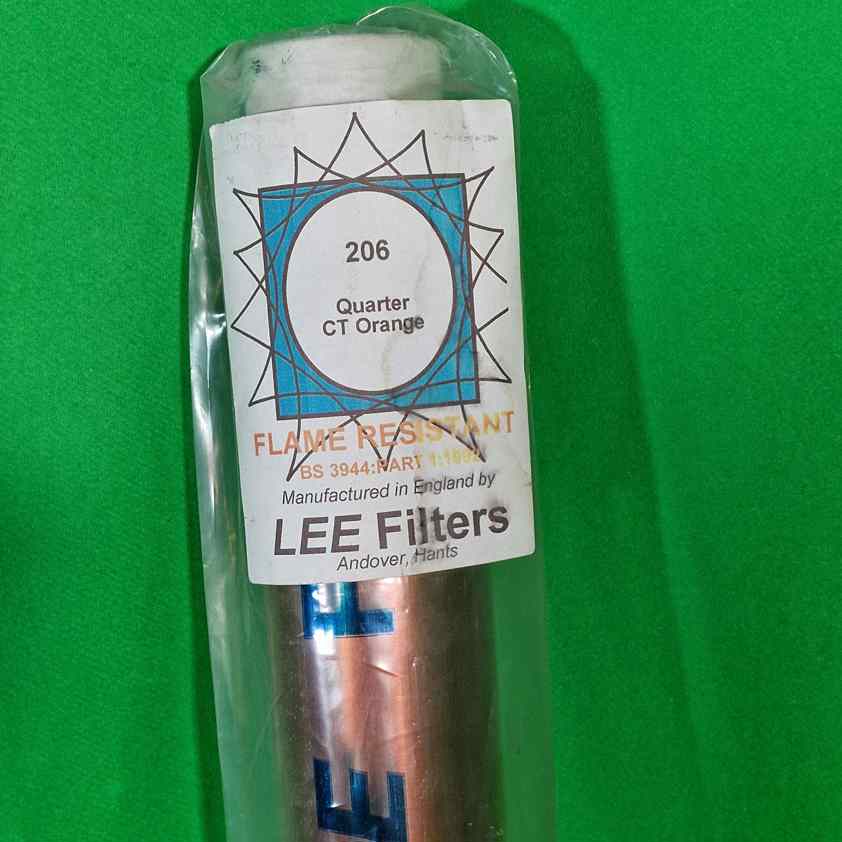 206
Quarter
CT Orange
FLAME RESISTANT
BS 3944:PART 1:1992
Manufactured in England by
LEE Filters
Andover, Hants